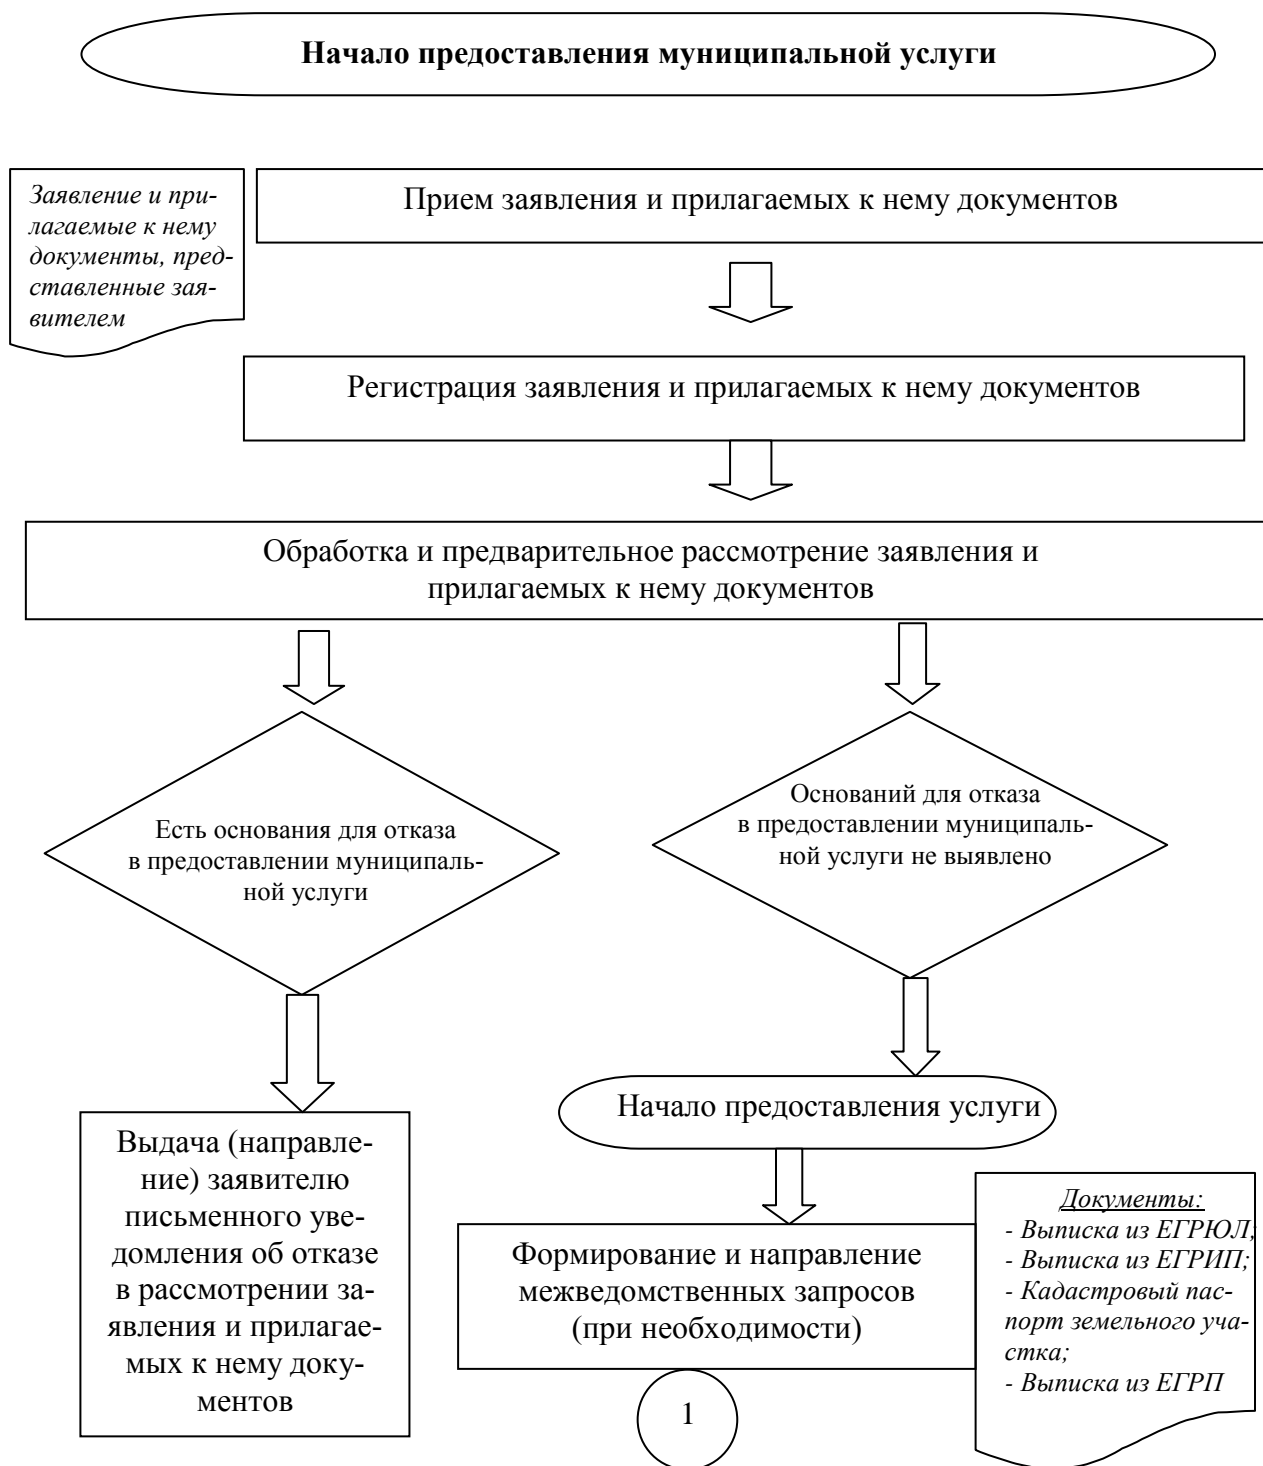 Начало предоставления муниципальной услуги
Заявление и при-
лагаемые к нему
документы, пред-
ставленные зая-
вителем
Прием заявления и прилагаемых к нему документов
Регистрация заявления и прилагаемых к нему документов
Обработка и предварительное рассмотрение заявления и
прилагаемых к нему документов
Есть основания для отказа
в предоставлении муниципаль-
ной услуги
Оснований для отказа
в предоставлении муниципаль-
ной услуги не выявлено
Выдача (направле-
ние) заявителю
письменного уве-
домления об отказе
в рассмотрении за-
явления и прилагае-
мых к нему доку-
ментов
Начало предоставления услуги
Формирование и направление
межведомственных запросов
(при необходимости)
Документы:
- Выписка из ЕГРЮЛ;
- Выписка из ЕГРИП;
- Кадастровый пас-
порт земельного уча-
стка;
- Выписка из ЕГРП
1